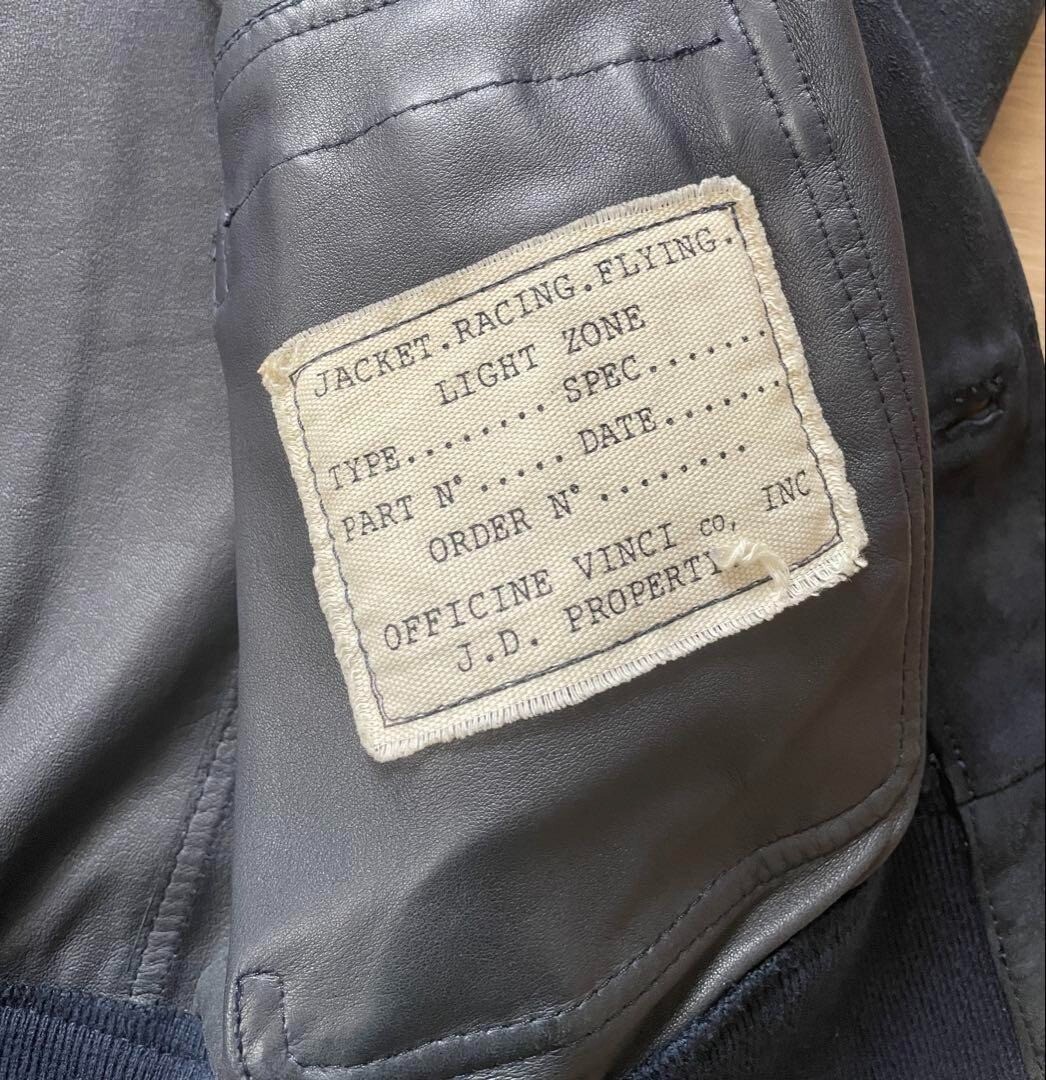 JACKET.RACING.FLYING.
LIGHT ZONE
TYPE........ SPEC.......
PART N°..... DATE.......
ORDER N°.........
OFFICINE VINCI CO, INC
J.D. PROPERTY